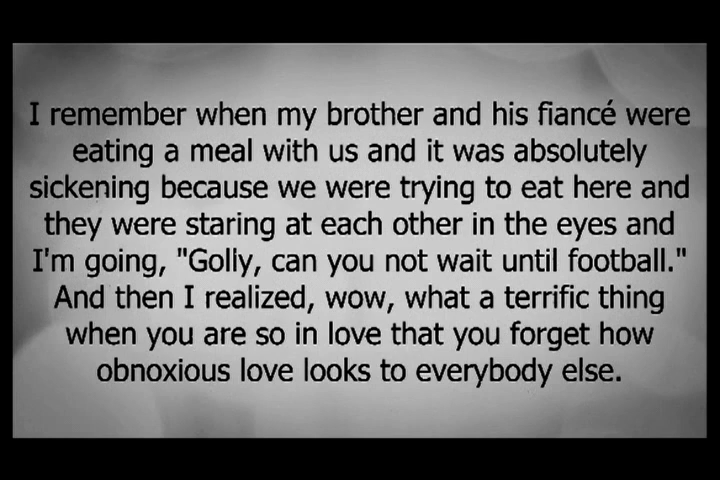 I remember when my brother and his fiancé were
eating a meal with us and it was absolutely
sickening because we were trying to eat here and
they were staring at each other in the eyes and
I'm going, "Golly, can you not wait until football."
And then I realized, wow, what a terrific thing
when you are so in love that you forget how
obnoxious love looks to everybody else.